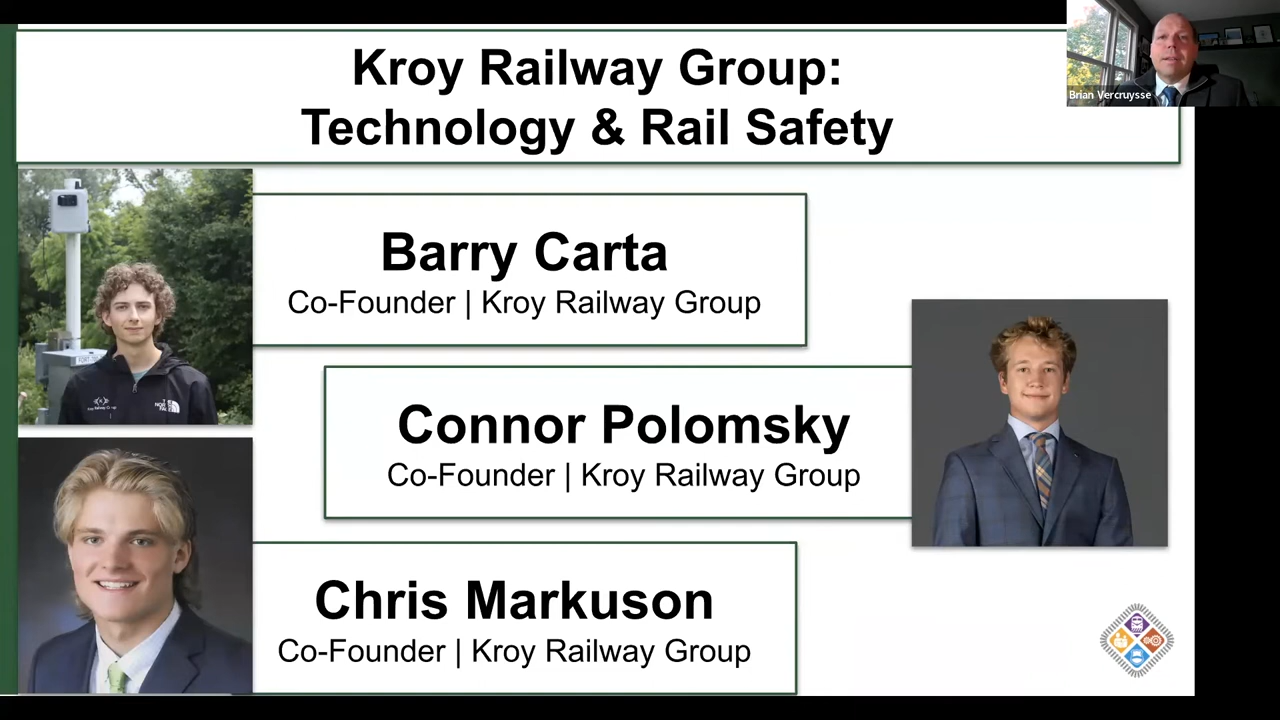 Kroy Railway Group:
Technology & Rail Safety
Brian Vercruysse
Barry Carta
Co-Founder | Kroy Railway Group
Connor Polomsky
Co-Founder | Kroy Railway Group
Chris Markuson
Co-Founder | Kroy Railway Group